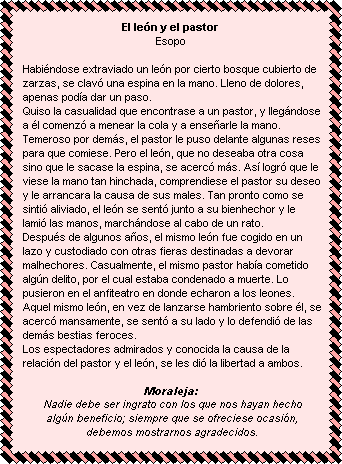 El león y el pastor
Esopo
Habiéndose extraviado un león por cierto bosque cubierto de
zarzas, se clavó una espina en la mano. Lleno de dolores,
apenas podía dar un paso.
Quiso la casualidad que encontrase a un pastor, y llegándose
a él comenzó a menear la cola y a enseñarle la mano.
Temeroso por demás, el pastor le puso delante algunas reses
para que comiese. Pero el león, que no deseaba otra cosa
sino que le sacase la espina, se acercó más. Así logró que le
viese la mano tan hinchada, comprendiese el pastor su deseo
y le arrancara la causa de sus males. Tan pronto como se
sintió aliviado, el león se sentó junto a su bienhechor y le
lamió las manos, marchándose al cabo de un rato.
Después de algunos años, el mismo león fue cogido en un
lazo y custodiado con otras fieras destinadas a devorar
malhechores. Casualmente, el mismo pastor había cometido
algún delito, por el cual estaba condenado a muerte. Lo
pusieron en el anfiteatro en donde echaron a los leones.
Aquel mismo león, en vez de lanzarse hambriento sobre él, se
acercó mansamente, se sentó a su lado y lo defendió de las
demás bestias feroces.
Los espectadores admirados y conocida la causa de la
relación del pastor y el león, se les dió la libertad a ambos.
Moraleja:
Nadie debe ser ingrato con los que nos hayan hecho
algún beneficio; siempre que se ofreciese ocasión,
debemos mostrarnos agradecidos.